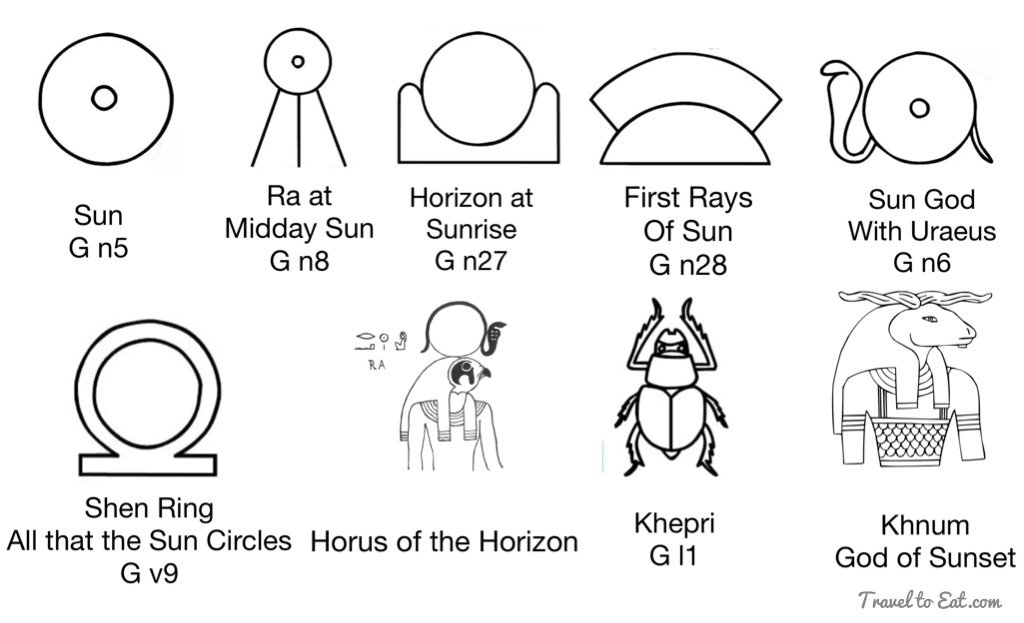 Sun
G n5
Ra at
Midday Sun
G n8
Horizon at
Sunrise
G n27
First Rays
Of Sun
G n28
Sun God
With Uraeus
G n6
RA
Shen Ring
All that the Sun Circles
G v9
Horus of the Horizon
Khepri
G l1
Khnum
God of Sunset
Travel to Eat.com